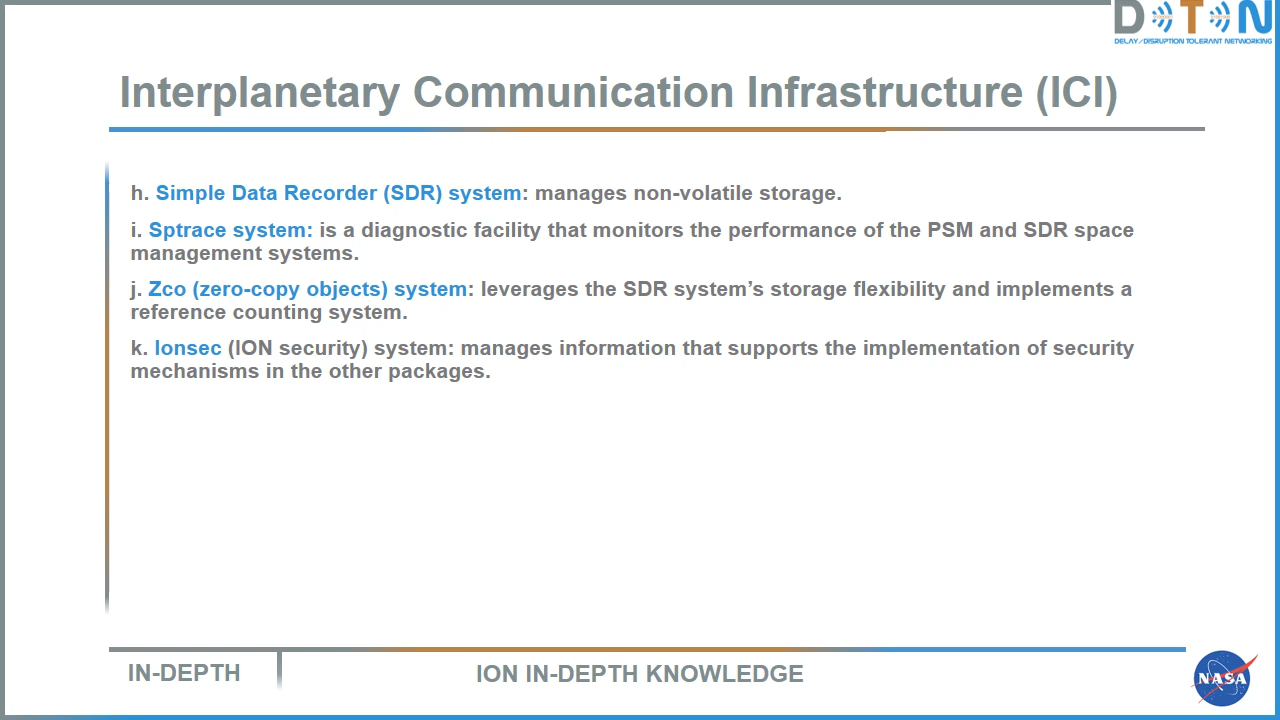 D T N
DELAY/DISRUPTION TOLERANT NETWORKING
Interplanetary Communication Infrastructure (ICI)
h. Simple Data Recorder (SDR) system: manages non-volatile storage.
i. Sptrace system: is a diagnostic facility that monitors the performance of the PSM and SDR space
management systems.
j. Zco (zero-copy objects) system: leverages the SDR system’s storage flexibility and implements a
reference counting system.
k. Ionsec (ION security) system: manages information that supports the implementation of security
mechanisms in the other packages.
IN-DEPTH
ION IN-DEPTH KNOWLEDGE
NASA